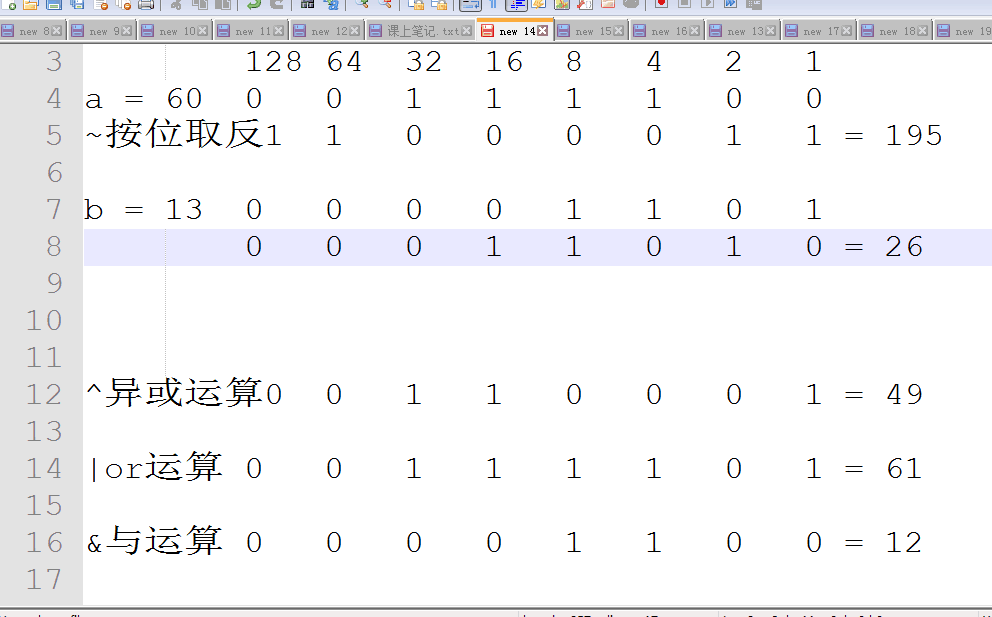 new 8 new 9 new 10 new 11 new 12 课上笔记.txt new 14 new 15 new 16 new 13 new 17 new 18 new 19
3 128 64 32 16 8 4 2 1
4 a = 60 0 0 1 1 1 1 0 0
5 ~按位取反1 1 0 0 0 0 1 1 = 195
6
7 b = 13 0 0 0 0 1 1 0 1
8 0 0 0 1 1 0 1 0 = 26
9
10
11
12 ^异或运算0 0 1 1 0 0 0 1 = 49
13
14 |or运算 0 0 1 1 1 1 0 1 = 61
15
16 &与运算 0 0 0 0 1 1 0 0 = 12
17